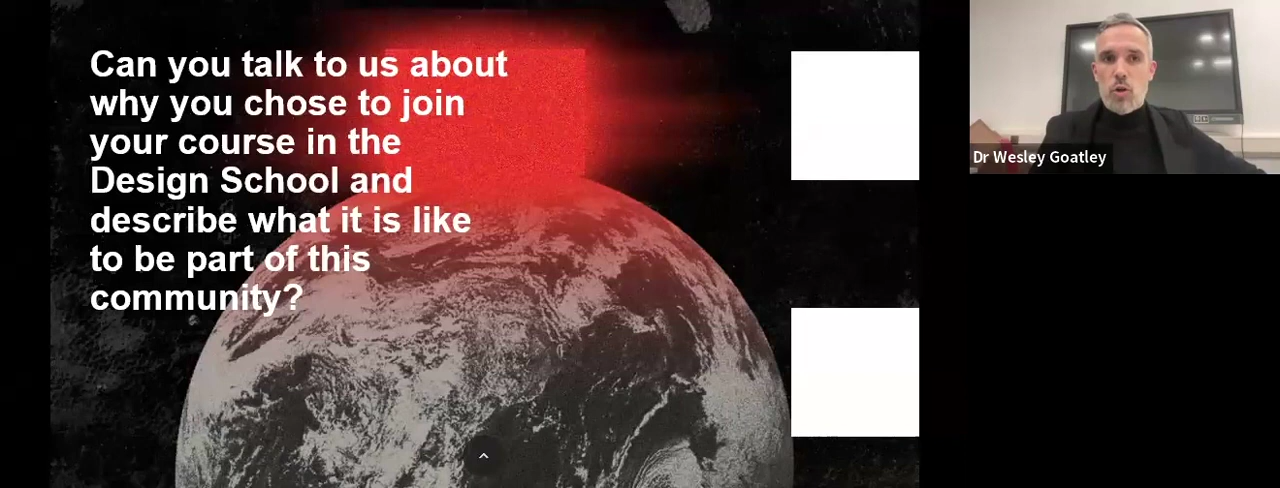 Can you talk to us about
why you chose to join
your course in the
Design School and
describe what it is like
to be part of this
community?
Dr Wesley Goatley